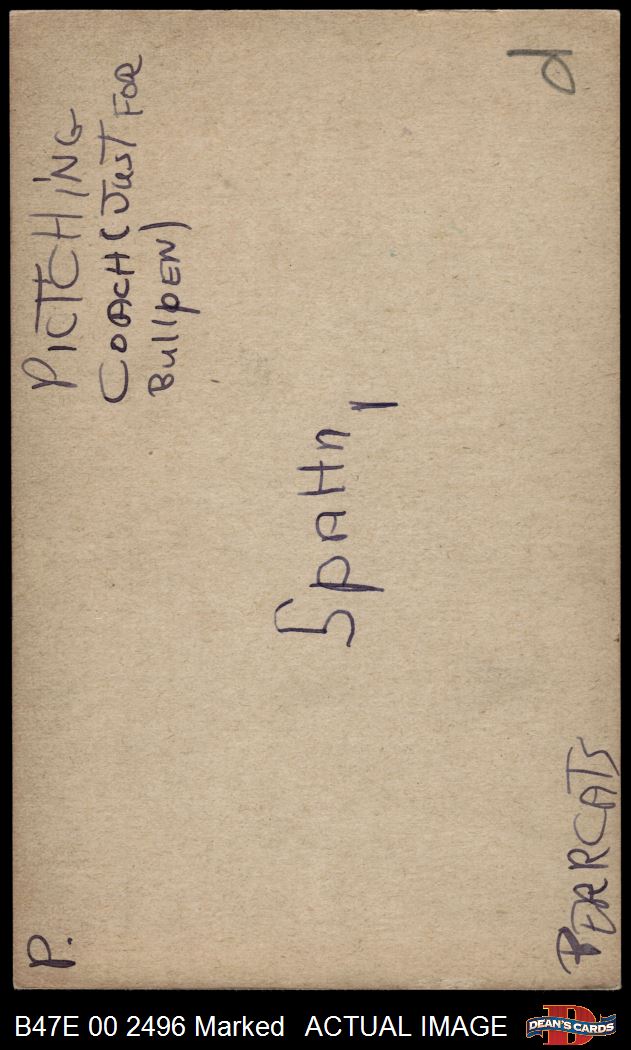 P.
PICTCHING
COACH (JUST FOR
BullpEN)
SpAHn,
BEARCATS
B47E 00 2496 Marked ACTUAL IMAGE
DEAN'S CARDS